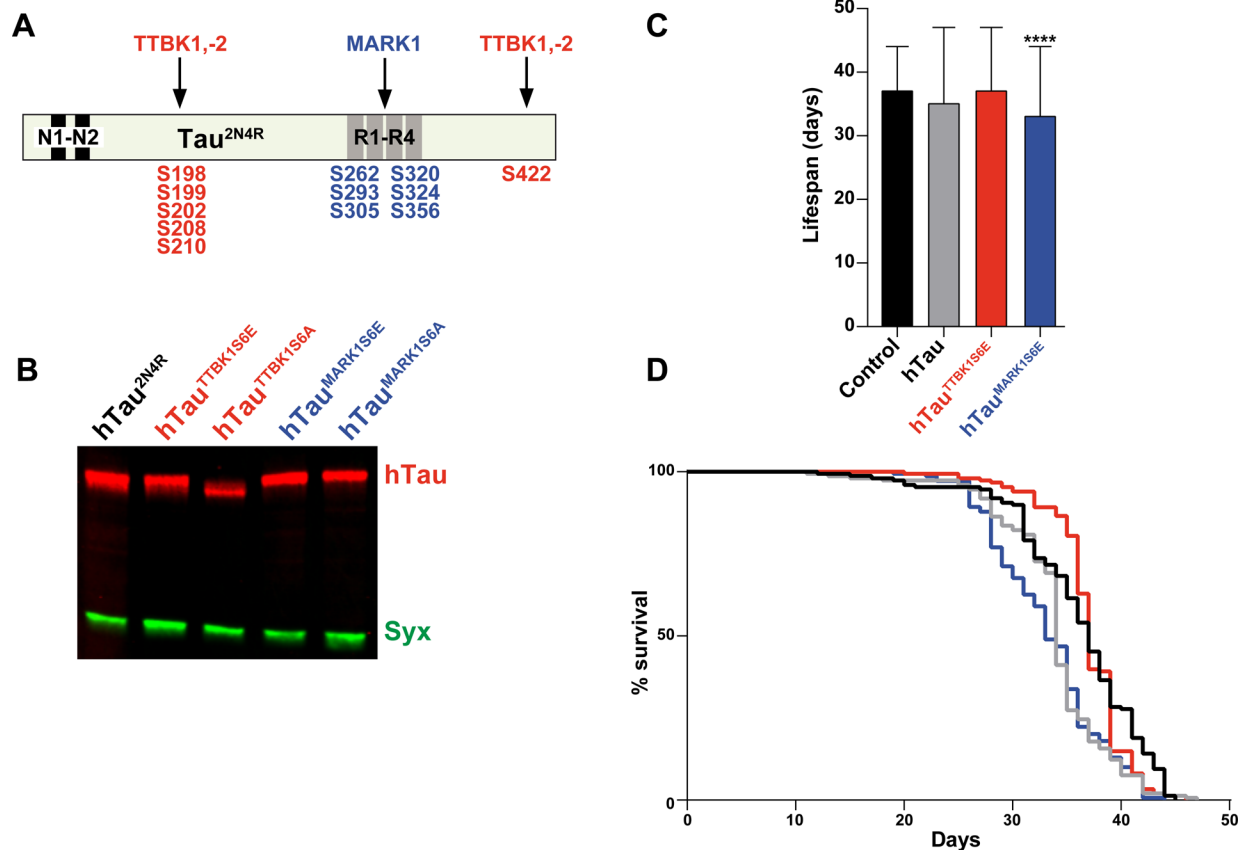 A
TTBK1,-2 MARK1 TTBK1,-2
N1-N2 Tau2N4R R1-R4
S198 S262 S320 S422
S199 S293 S324
S202 S305 S356
S208
S210
B
hTau2N4R hTauTTBK1S6E hTauTTBK1S6A hTauMARK1S6E hTauMARK1S6A
hTau
Syx
C
Lifespan (days)
50
40
30
20
10
0
****
Control hTau hTauTTBK1S6E hTauMARK1S6E
D
% survival
100
50
0
0 10 20 30 40 50
Days